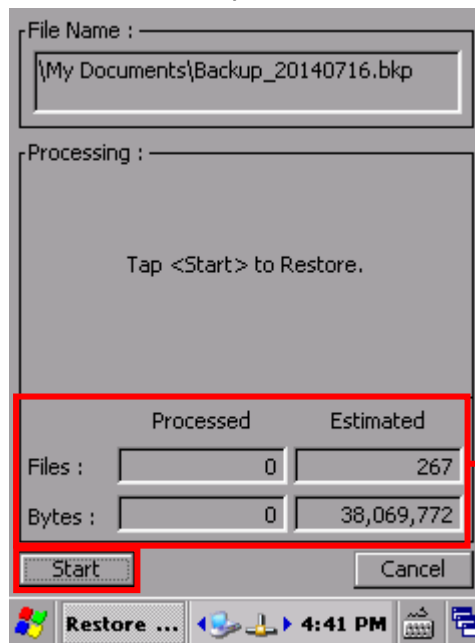 File Name :
\My Documents\Backup_20140716.bkp
Processing :
Tap <Start> to Restore.
Processed Estimated
Files : 0 267
Bytes : 0 38,069,772
Start Cancel
Restore ... 4:41 PM